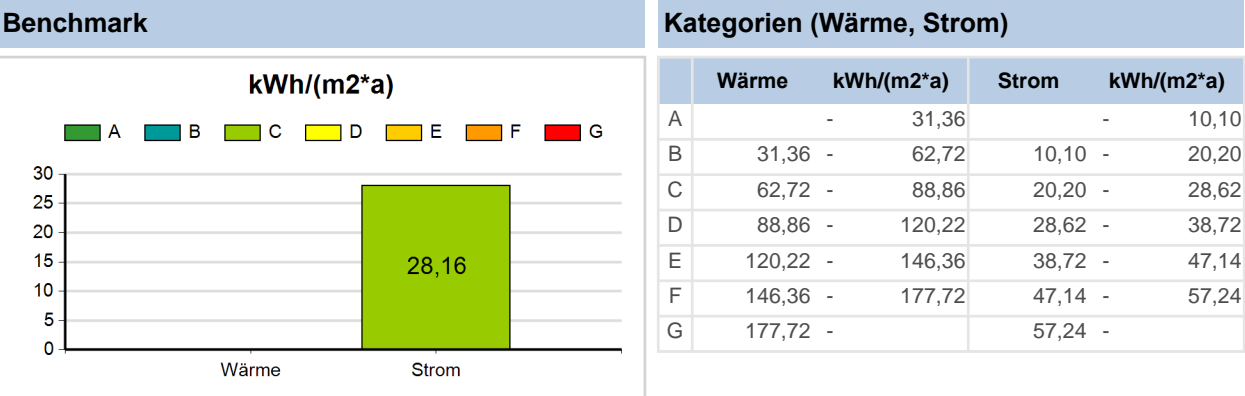 Benchmark
kWh/(m2*a)
A B C D E F G
30
25
20
15
10
5
0
28,16
Wärme Strom
Kategorien (Wärme, Strom)
Wärme kWh/(m2*a) Strom kWh/(m2*a)
A - 31,36 - 10,10
B 31,36 - 62,72 10,10 - 20,20
C 62,72 - 88,86 20,20 - 28,62
D 88,86 - 120,22 28,62 - 38,72
E 120,22 - 146,36 38,72 - 47,14
F 146,36 - 177,72 47,14 - 57,24
G 177,72 - 57,24 -